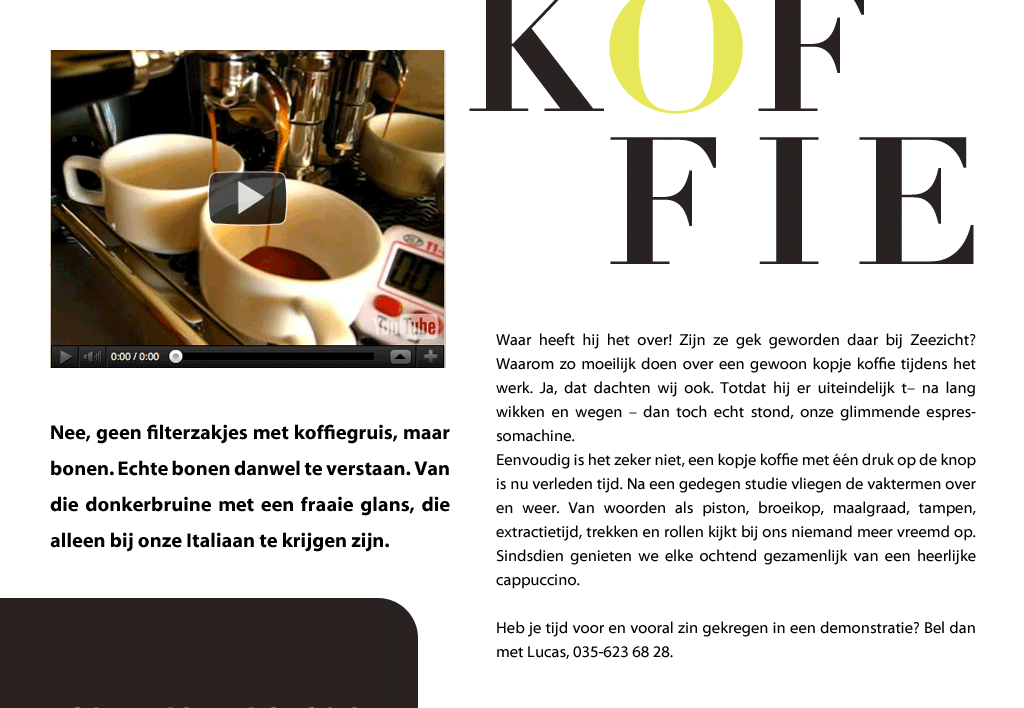 KOF
FIE
11:
00
You Tube
0:00 / 0:00
Nee, geen filterzakjes met koffiegruis, maar
bonen. Echte bonen danwel te verstaan. Van
die donkerbruine met een fraaie glans, die
alleen bij onze Italiaan te krijgen zijn.
Waar heeft hij het over! Zijn ze gek geworden daar bij Zeezicht?
Waarom zo moeilijk doen over een gewoon kopje koffie tijdens het
werk. Ja, dat dachten wij ook. Totdat hij er uiteindelijk t– na lang
wikken en wegen – dan toch echt stond, onze glimmende espres-
somachine.
Eenvoudig is het zeker niet, een kopje koffie met één druk op de knop
is nu verleden tijd. Na een gedegen studie vliegen de vaktermen over
en weer. Van woorden als piston, broeikop, maalgraad, tampen,
extractietijd, trekken en rollen kijkt bij ons niemand meer vreemd op.
Sindsdien genieten we elke ochtend gezamenlijk van een heerlijke
cappuccino.
Heb je tijd voor en vooral zin gekregen in een demonstratie? Bel dan
met Lucas, 035-623 68 28.